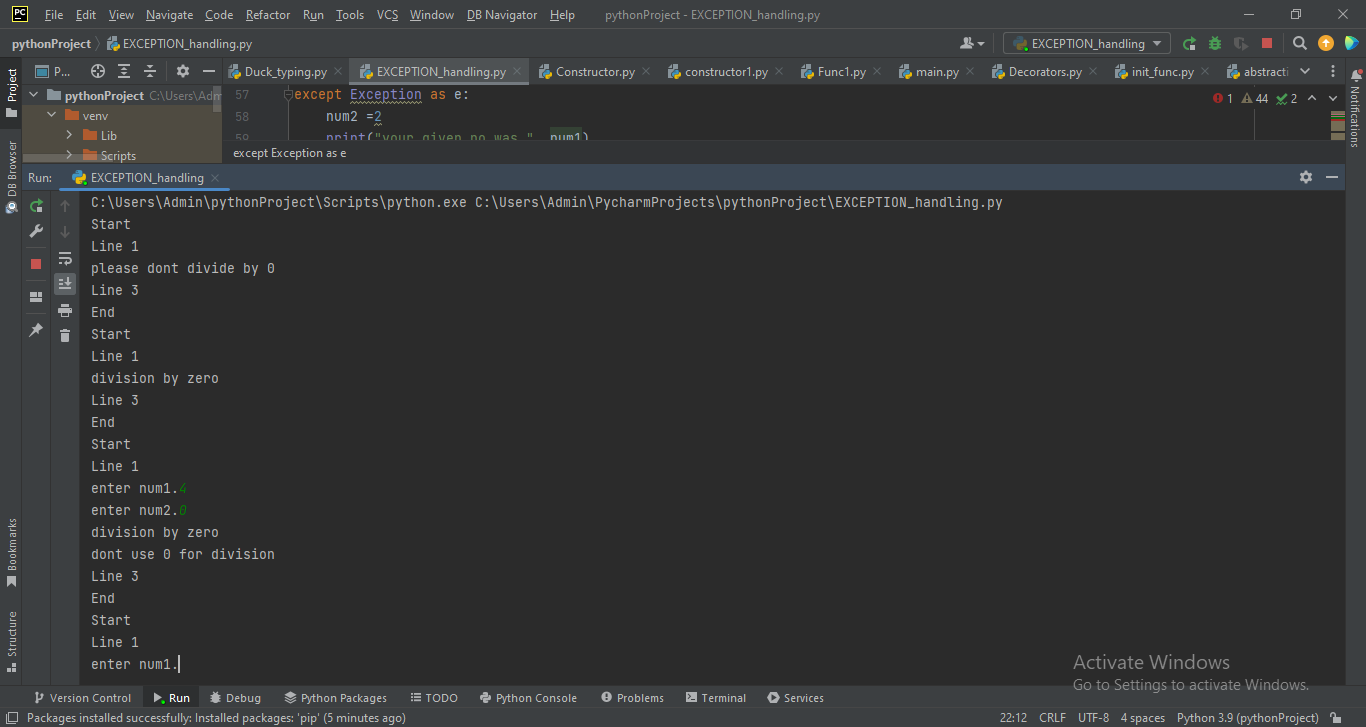 PC File Edit View Navigate Code Refactor Run Tools VCS Window DB Navigator Help pythonProject - EXCEPTION_handling.py
pythonProject EXCEPTION_handling.py EXCEPTION_handling
Project P... Duck_typing.py EXCEPTION_handling.py Constructor.py constructor1.py Func1.py main.py Decorators.py init_func.py abstracti
pythonProject C:\Users\Adm 57 except Exception as e: 1 44 2
venv 58 num2 =2
Lib 59 print("your given no was ", num1)
Scripts except Exception as e
Notifications
DB Browser
Run: EXCEPTION_handling
C:\Users\Admin\pythonProject\Scripts\python.exe C:\Users\Admin\PycharmProjects\pythonProject\EXCEPTION_handling.py
Start
Line 1
please dont divide by 0
Line 3
End
Start
Line 1
division by zero
Line 3
End
Start
Line 1
enter num1.4
enter num2.0
division by zero
dont use 0 for division
Line 3
End
Start
Line 1
enter num1.
Bookmarks
Structure
Activate Windows
Go to Settings to activate Windows.
Version Control Run Debug Python Packages TODO Python Console Problems Terminal Services
Packages installed successfully: Installed packages: 'pip' (5 minutes ago) 22:12 CRLF UTF-8 4 spaces Python 3.9 (pythonProject)